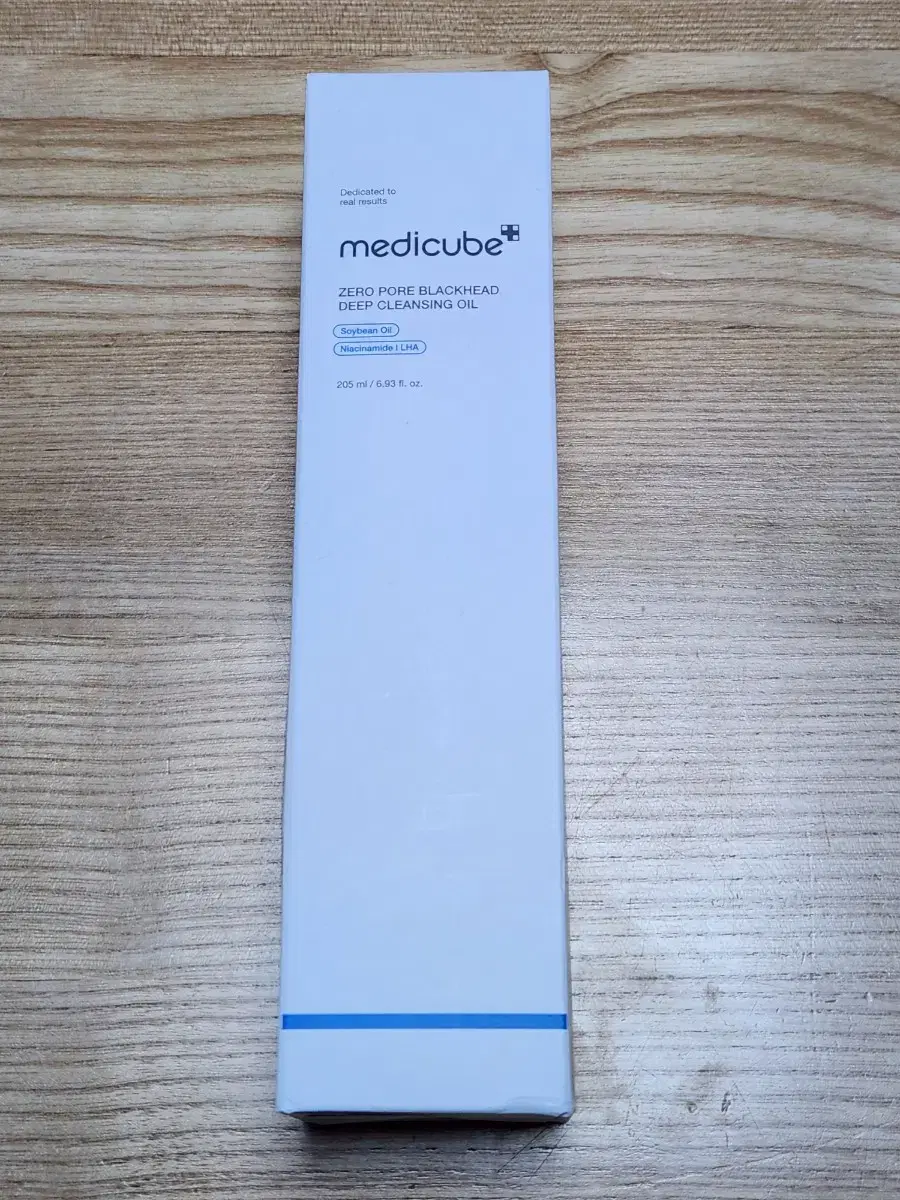 Dedicated to
real results
medicube
ZERO PORE BLACKHEAD
DEEP CLEANSING OIL
Soybean Oil
Niacinamide | LHA
205 ml / 6.93 fl. oz.